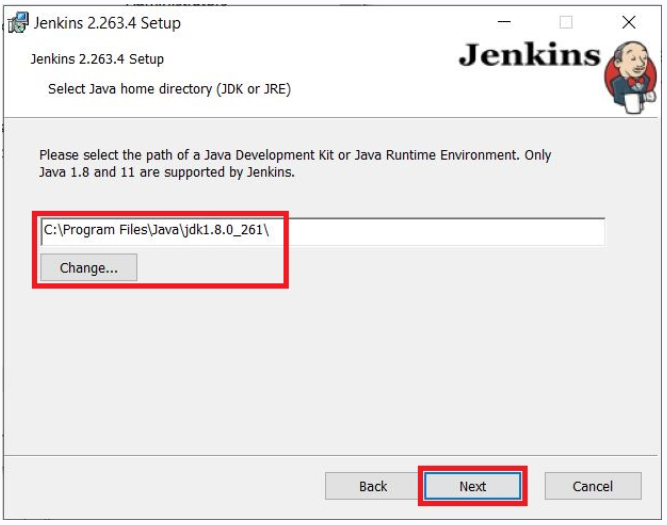 Jenkins 2.263.4 Setup
Jenkins 2.263.4 Setup
Jenkins
Select Java home directory (JDK or JRE)
Please select the path of a Java Development Kit or Java Runtime Environment. Only
Java 1.8 and 11 are supported by Jenkins.
C:\Program Files\Java\jdk1.8.0_261\
Change...
Back
Next
Cancel